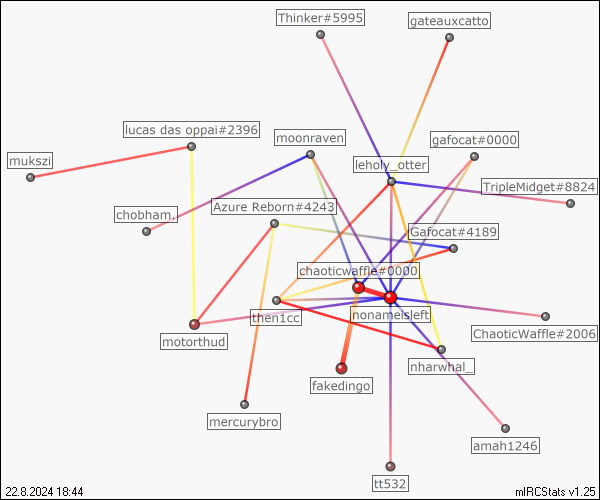 Thinker#5995
gateauxcatto
lucas das oppai#2396
moonraven
gafocat#0000
mukszi
leholy_otter
TripleMidget#8824
chobham,
Azure Reborn#4243
Gafocat#4189
chaoticwaffle#0000
then1cc
nonameisleft
ChaoticWaffle#2006
motorthud
nharwhal_
fakedingo
mercurybro
amah1246
tt532
22.8.2024 18:44
mIRCStats v1.25